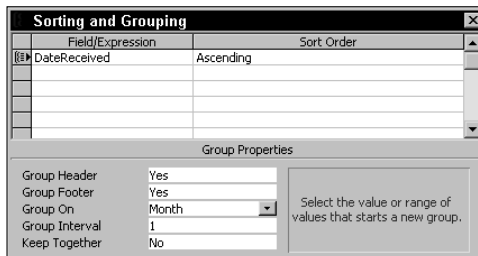 Sorting and Grouping
Field/Expression Sort Order
DateReceived Ascending
Group Properties
Group Header Yes
Group Footer Yes
Group On Month
Group Interval 1
Keep Together No
Select the value or range of
values that starts a new group.